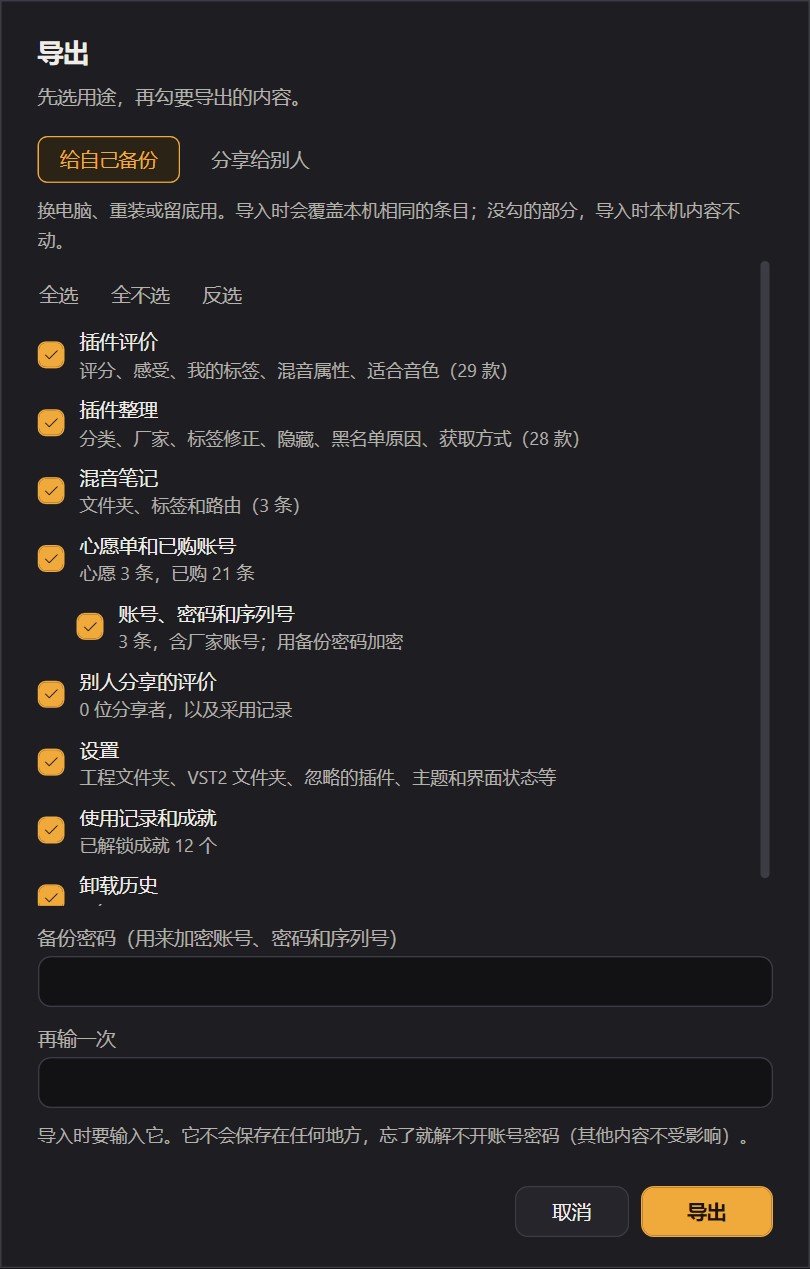 导出
先选用途，再勾要导出的内容。
给自己备份
分享给别人
换电脑、重装或留底用。导入时会覆盖本机相同的条目；没勾的部分，导入时本机内容不
动。
全选
全不选
反选
插件评价
评分、感受、我的标签、混音属性、适合音色（29 款）
插件整理
分类、厂家、标签修正、隐藏、黑名单原因、获取方式（28 款）
混音笔记
文件夹、标签和路由（3 条）
心愿单和已购账号
心愿 3 条，已购 21 条
账号、密码和序列号
3 条，含厂家账号；用备份密码加密
别人分享的评价
0 位分享者，以及采用记录
设置
工程文件夹、VST2 文件夹、忽略的插件、主题和界面状态等
使用记录和成就
已解锁成就 12 个
卸载历史
备份密码（用来加密账号、密码和序列号）
再输一次
导入时要输入它。它不会保存在任何地方，忘了就解不开账号密码（其他内容不受影响）。
取消
导出